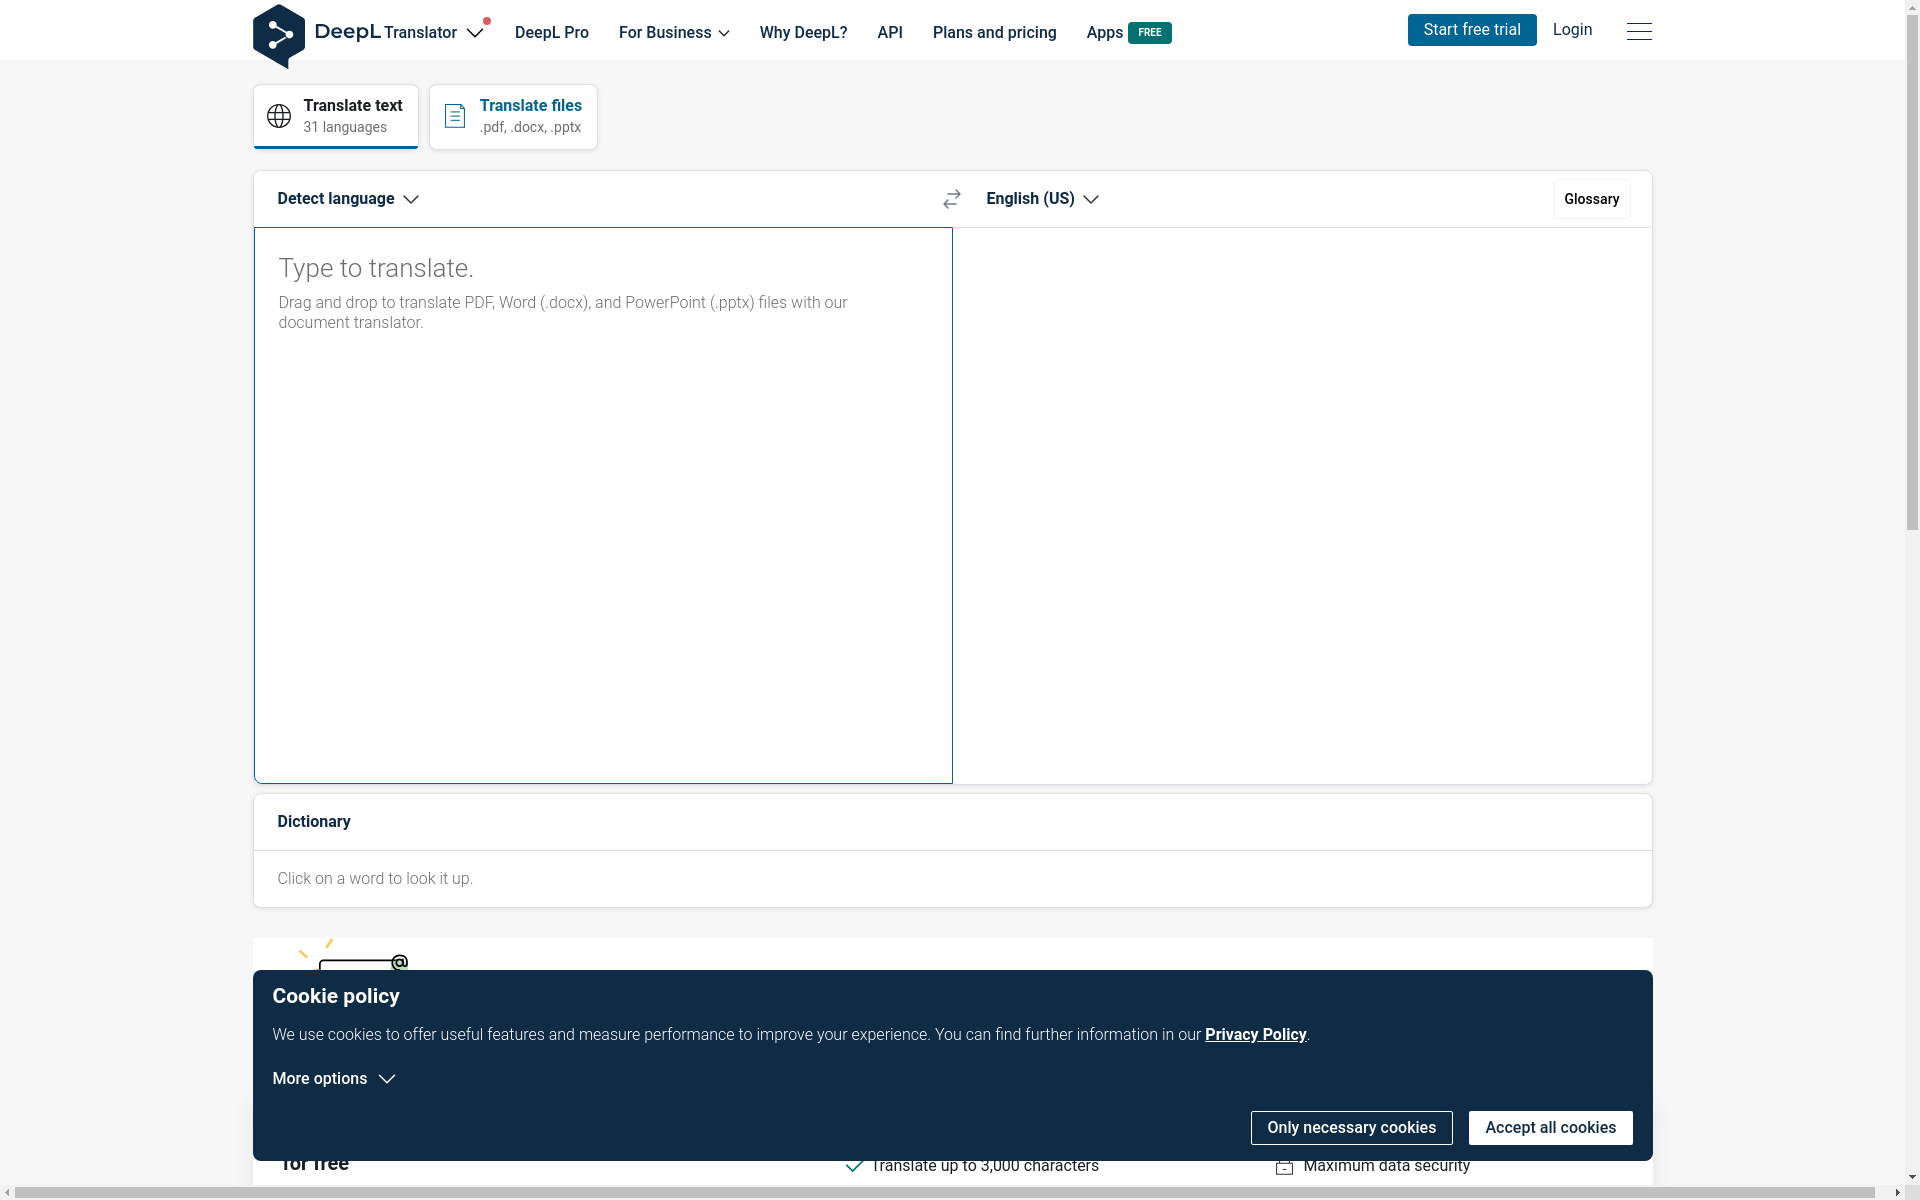 DeepL Translator DeepL Pro For Business Why DeepL? API Plans and pricing Apps FREE Start free trial Login
Translate text
31 languages
Translate files
.pdf, .docx, .pptx
Detect language
English (US)
Glossary
Type to translate.
Drag and drop to translate PDF, Word (.docx), and PowerPoint (.pptx) files with our
document translator.
Dictionary
Click on a word to look it up.
@
Cookie policy
We use cookies to offer useful features and measure performance to improve your experience. You can find further information in our Privacy Policy.
More options
Only necessary cookies Accept all cookies
for free
Translate up to 3,000 characters
Maximum data security